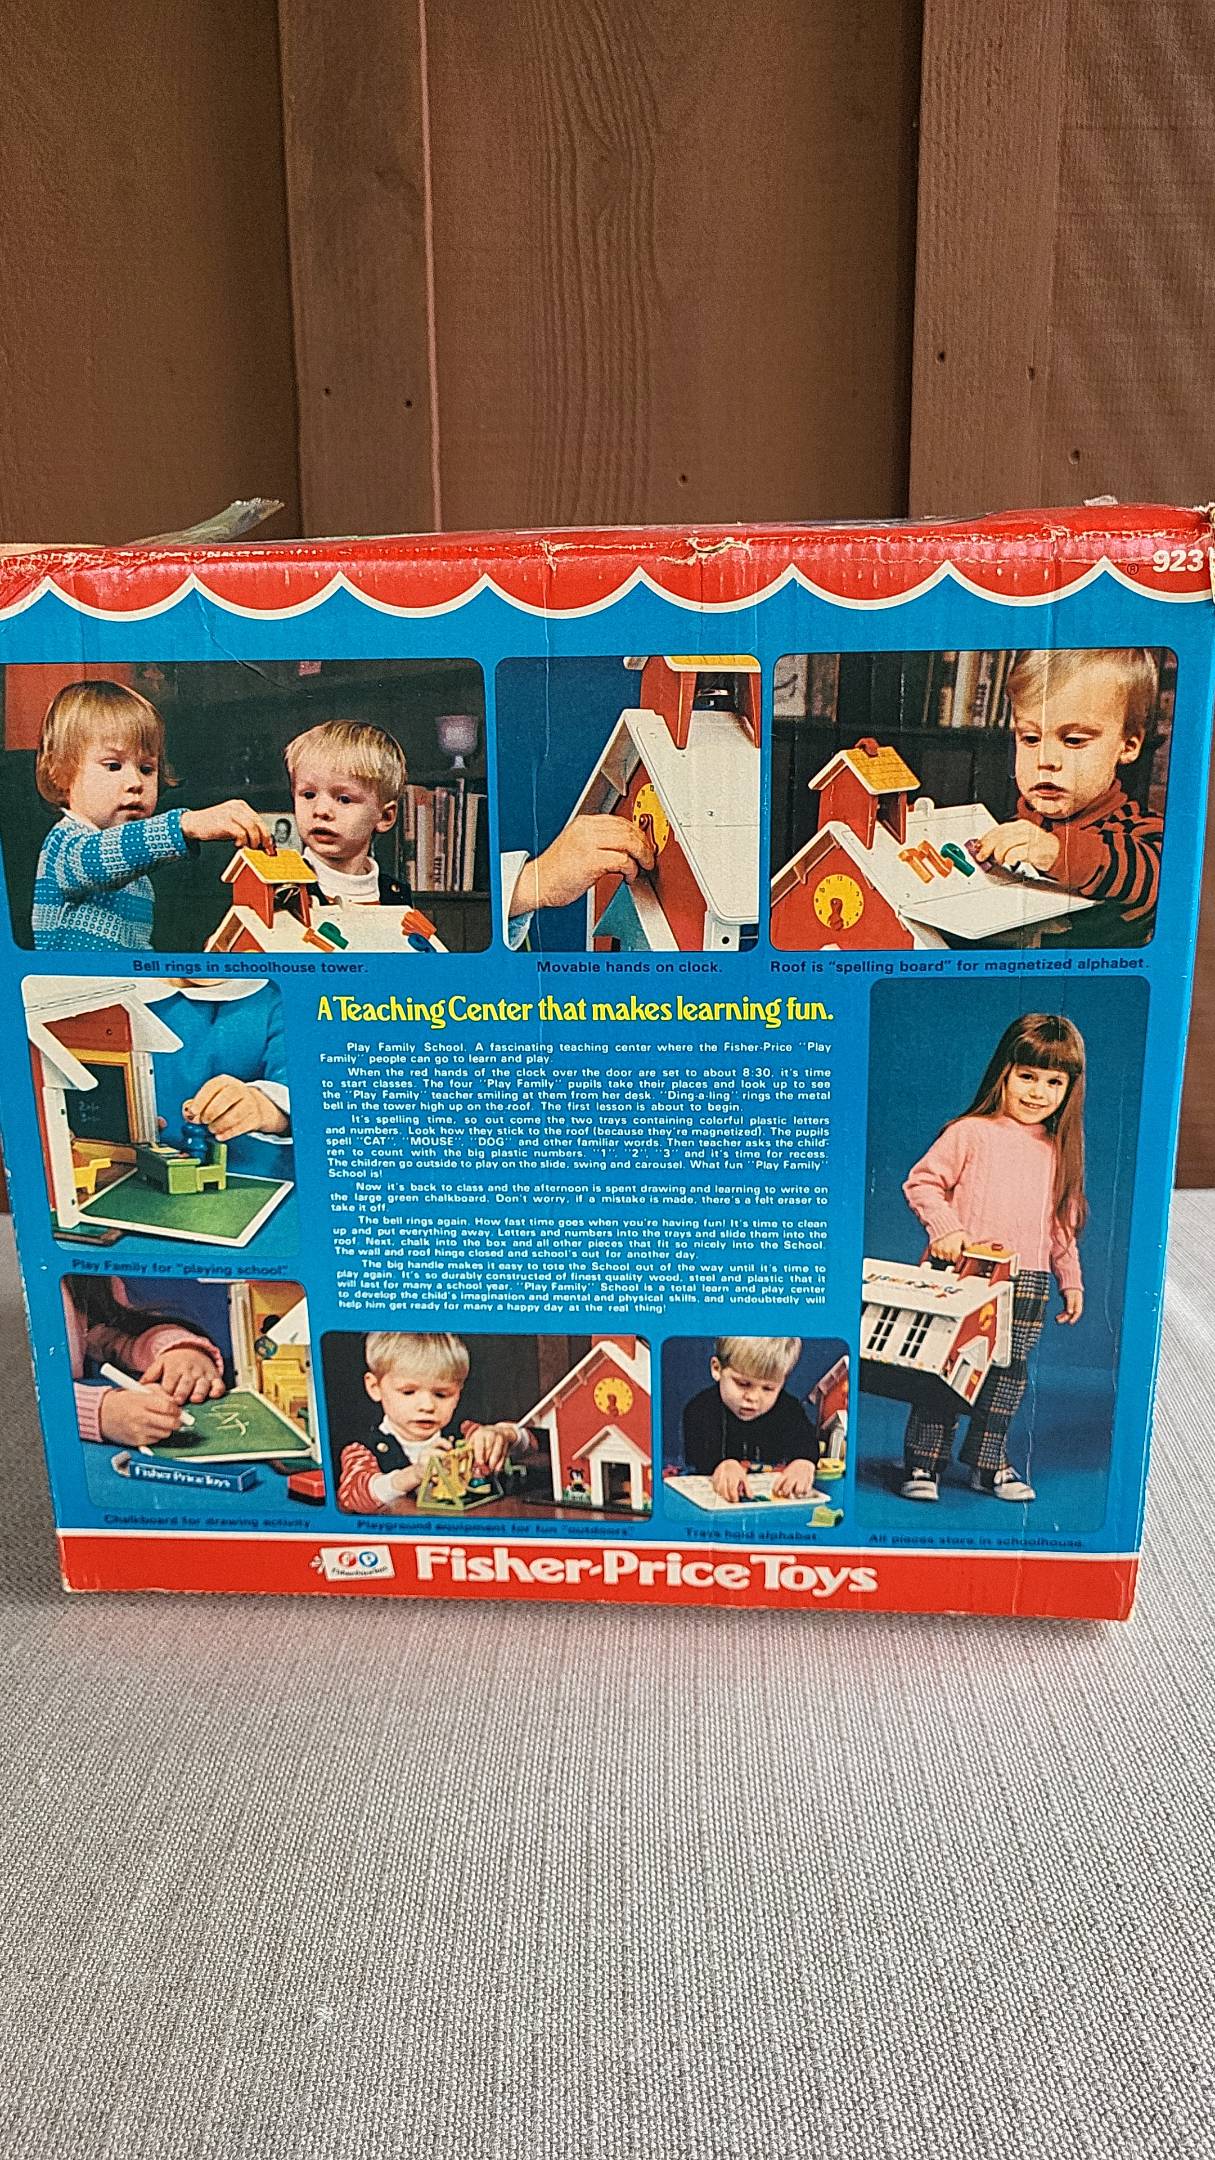 ® 923
Bell rings in schoolhouse tower.
Movable hands on clock.
Roof is "spelling board" for magnetized alphabet.
A Teaching Center that makes learning fun.
Play Family School. A fascinating teaching center where the Fisher-Price "Play
Family" people can go to learn and play.
When the red hands of the clock over the door are set to about 8:30, it's time
to start classes. The four "Play Family" pupils take their places and look up to see
the "Play Family" teacher smiling at them from her desk. "Ding-a-ling" rings the metal
bell in the tower high up on the roof. The first lesson is about to begin.
It's spelling time, so out come the two trays containing colorful plastic letters
and numbers. Look how they stick to the roof (because they're magnetized). The pupils
spell "CAT", "MOUSE", "DOG" and other familiar words. Then teacher asks the child-
ren to count with the big plastic numbers. "1", "2", "3" and it's time for recess.
The children go outside to play on the slide, swing and carousel. What fun "Play Family"
School is!
Now it's back to class and the afternoon is spent drawing and learning to write on
the large green chalkboard. Don't worry, if a mistake is made, there's a felt eraser to
take it off.
The bell rings again. How fast time goes when you're having fun! It's time to clean
up and put everything away. Letters and numbers into the trays and slide them into the
roof. Next, chalk into the box and all other pieces that fit so nicely into the School.
The wall and roof hinge closed and school's out for another day.
The big handle makes it easy to tote the School out of the way until it's time to
play again. It's so durably constructed of finest quality wood, steel and plastic that it
will last for many a school year. "Play Family" School is a total learn and play center
to develop the child's imagination and mental and physical skills, and undoubtedly will
help him get ready for many a happy day at the real thing!
Play Family for "playing school".
Fisher Price Toys
Chalkboard for drawing activity.
Playground equipment for fun "outdoors".
Trays hold alphabet.
All pieces store in schoolhouse.
Fisher-Price Toys